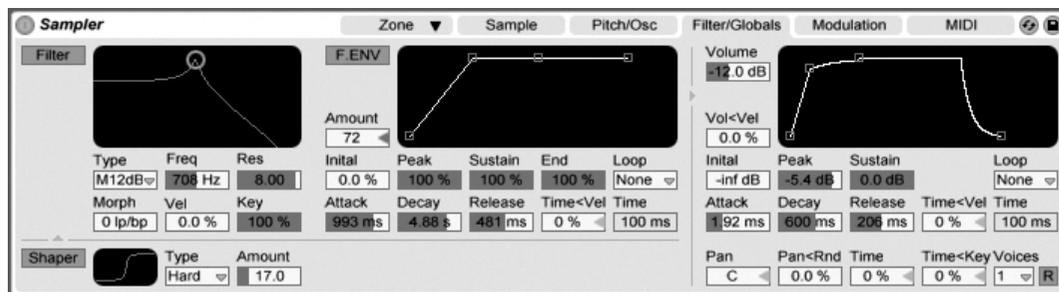 Sampler Zone Sample Pitch/Osc Filter/Globals Modulation MIDI
Filter F.ENV Volume
-12.0 dB
Amount Vol<Vel
72 0.0 %
Type Freq Res Inital Peak Sustain End Loop Inital Peak Sustain Loop
M12dB 708 Hz 8.00 0.0 % 100 % 100 % 100 % None -inf dB -5.4 dB 0.0 dB None
Morph Vel Key Attack Decay Release Time<Vel Time Attack Decay Release Time<Vel Time
0 lp/bp 0.0 % 100 % 993 ms 4.88 s 481 ms 0 % 100 ms 1.92 ms 600 ms 206 ms 0 % 100 ms
Shaper Type Amount Pan Pan<Rnd Time Time<Key Voices
Hard 17.0 C 0.0 % 0 % 0 % 1 R